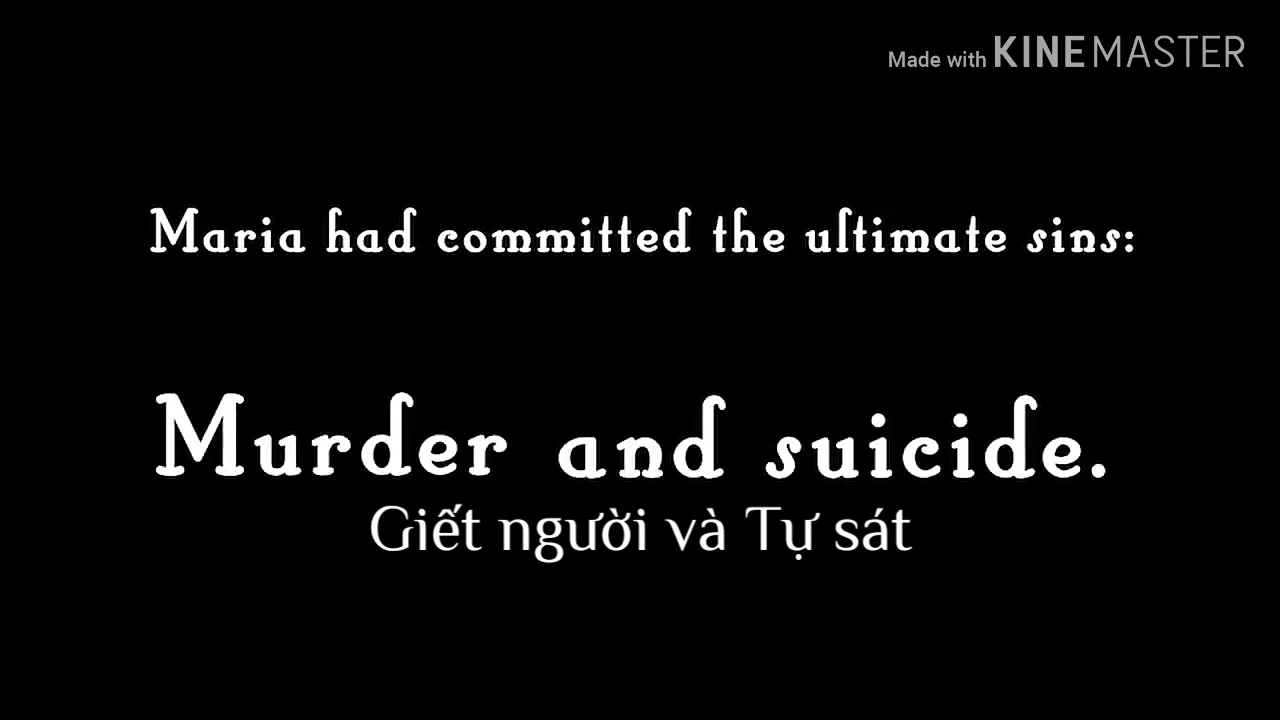 Made with KINEMASTER
Maria had committed the ultimate sins:
Murder and suicide.
Giết người và Tự sát